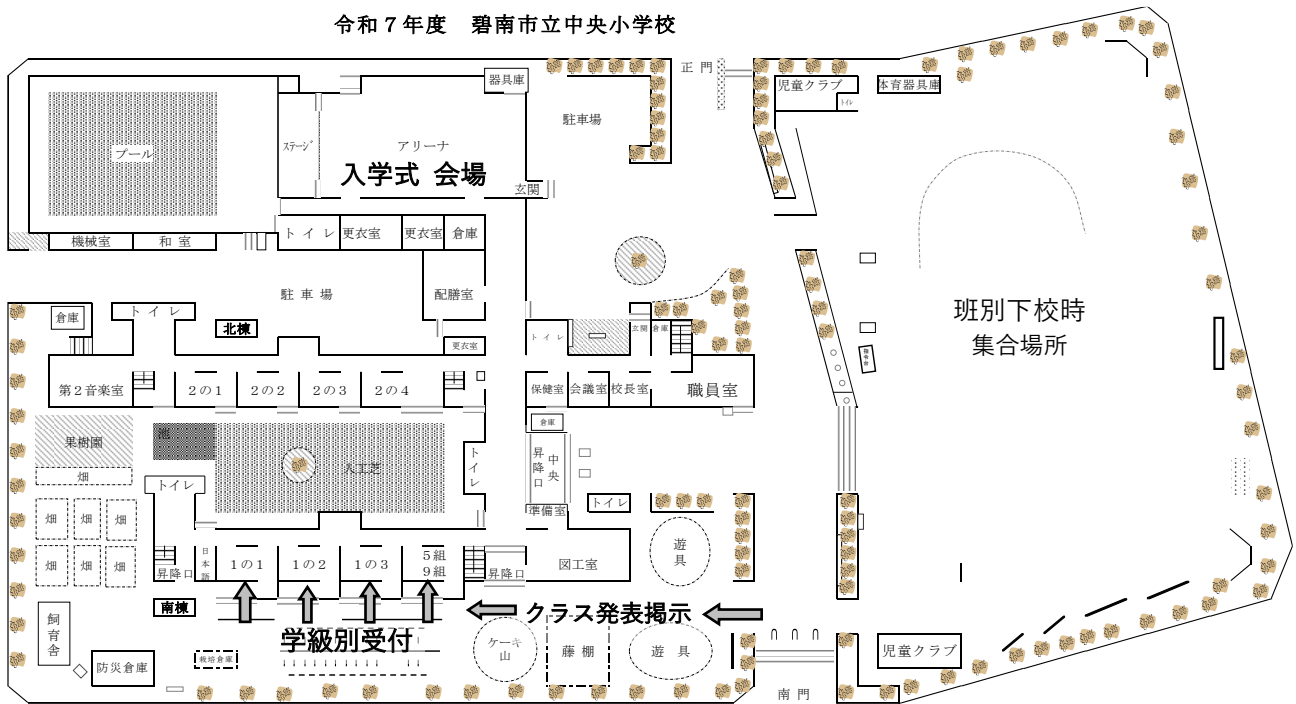 令和７年度　碧南市立中央小学校
正門
器具庫
児童クラブ
トイレ
体育器具庫
駐車場
プール
ステージ
アリーナ
入学式 会場
玄関
機械室
和室
トイレ
更衣室
更衣室
倉庫
駐車場
配膳室
倉庫
トイレ
北棟
更衣室
トイレ
玄関
倉庫
班別下校時
集合場所
第２音楽室
２の１
２の２
２の３
２の４
保健室
会議室
校長室
職員室
果樹園
池
人工芝
畑
トイレ
倉庫
昇降口
中央
トイレ
準備室
トイレ
畑
畑
畑
畑
畑
畑
昇降口
日本語
１の１
１の２
１の３
５組
９組
昇降口
図工室
遊具
南棟
クラス発表掲示
学級別受付
飼育舎
防災倉庫
栽培倉庫
ケーキ
山
藤棚
遊具
児童クラブ
南門